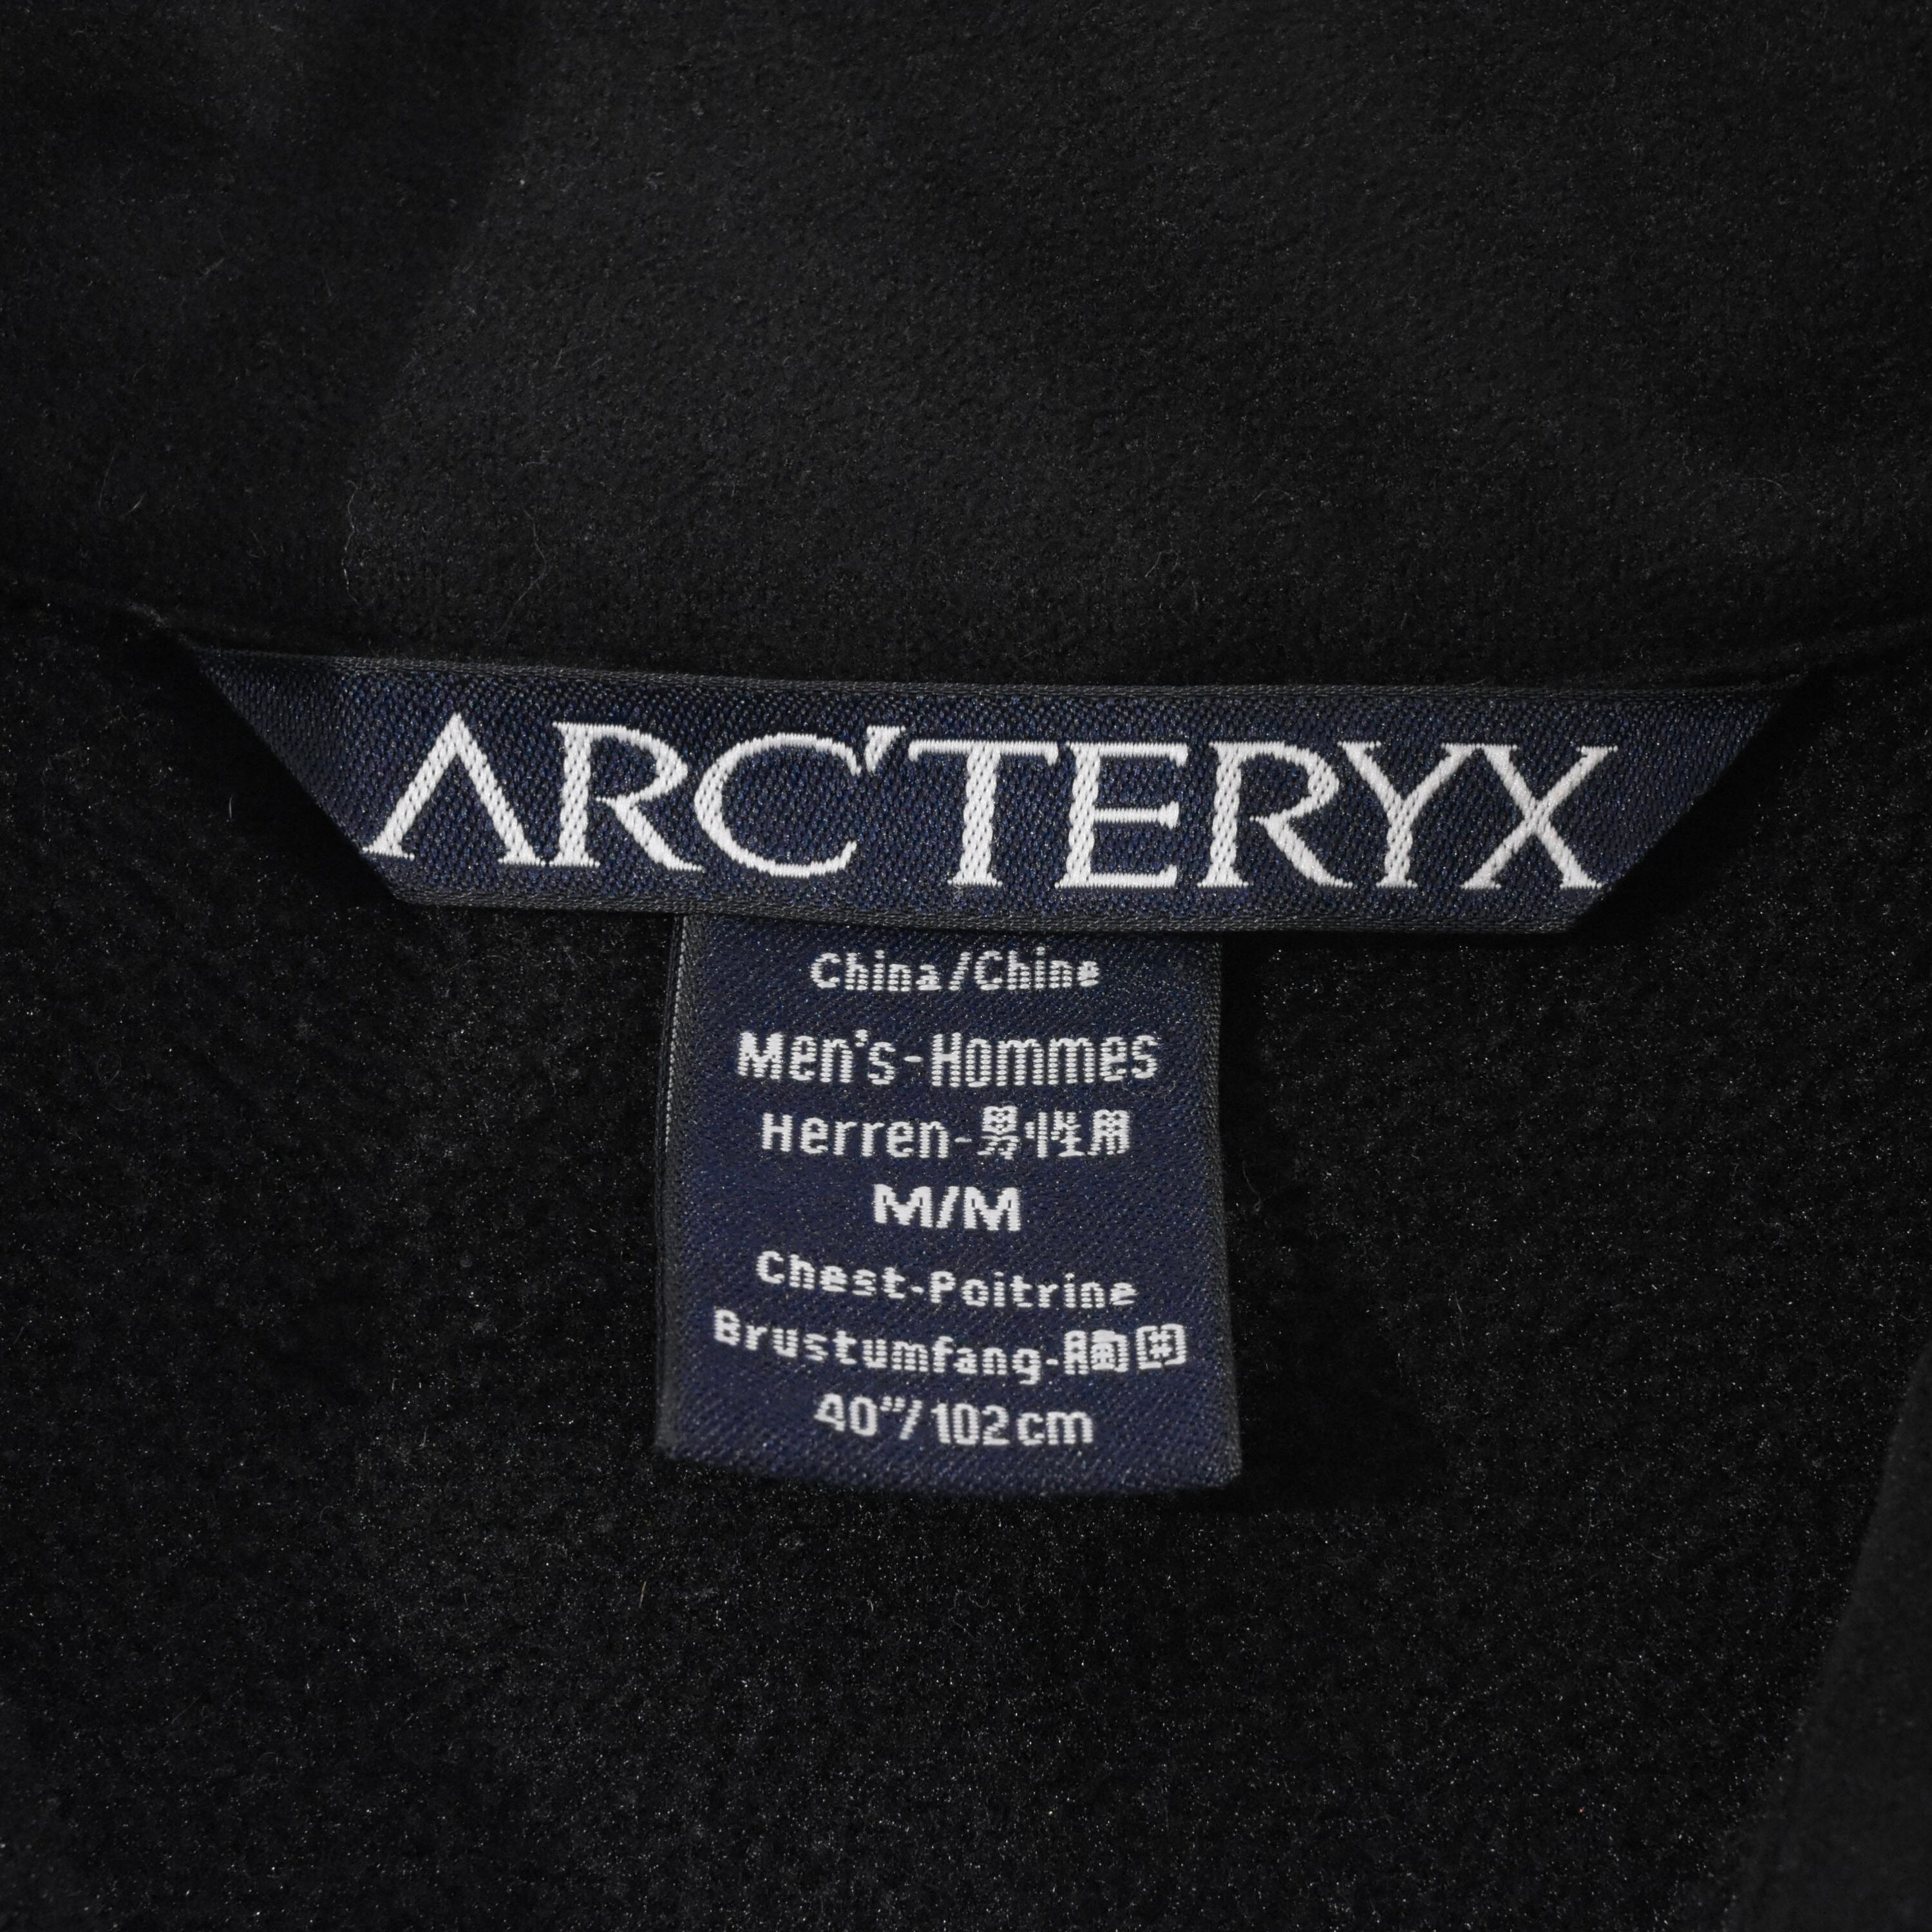 ARC'TERYX
China/Chine
Men's-Hommes
Herren-男性用
M/M
Chest-Poitrine
Brustumfang-胸囲
40"/102cm